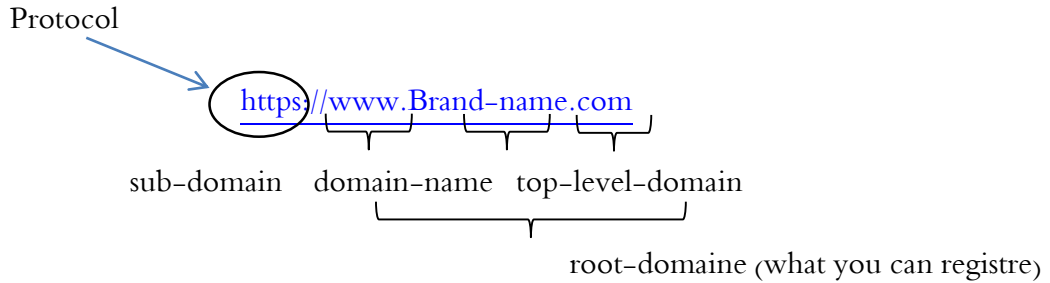 Protocol
https://www.Brand-name.com
sub-domain domain-name top-level-domain
root-domaine (what you can registre)